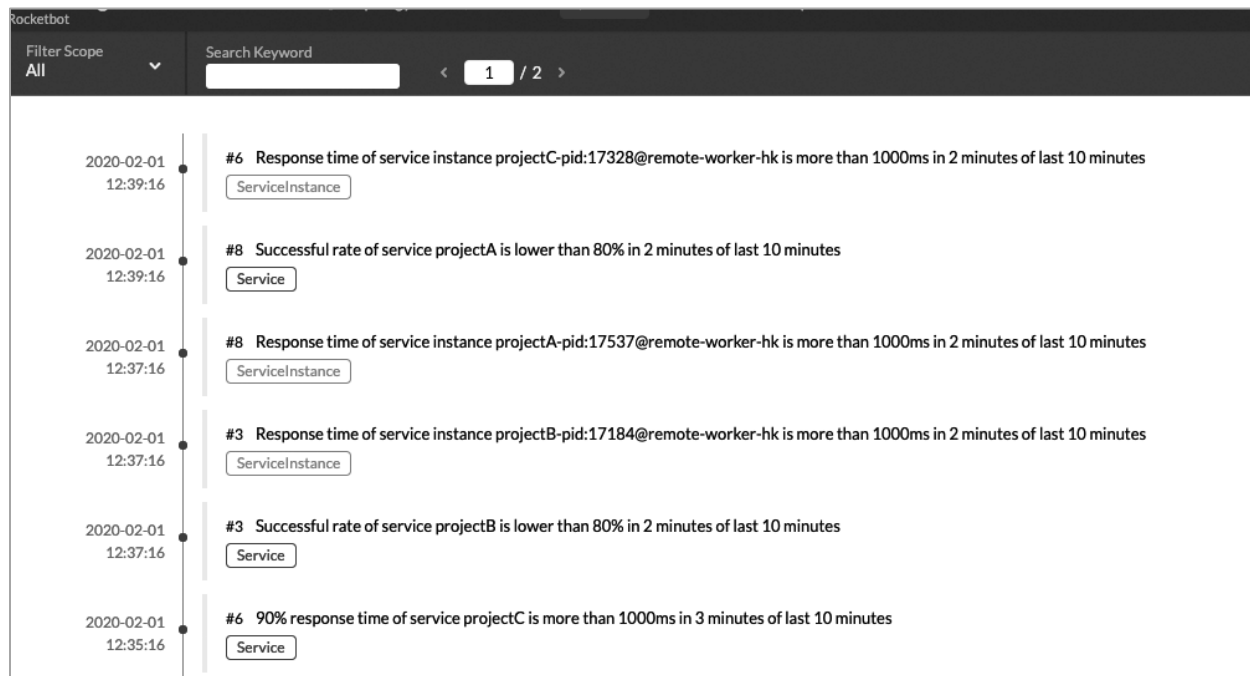 Rocketbot
Filter Scope
All
Search Keyword
1 / 2
2020-02-01
12:39:16
#6 Response time of service instance projectC-pid:17328@remote-worker-hk is more than 1000ms in 2 minutes of last 10 minutes
ServiceInstance
2020-02-01
12:39:16
#8 Successful rate of service projectA is lower than 80% in 2 minutes of last 10 minutes
Service
2020-02-01
12:37:16
#8 Response time of service instance projectA-pid:17537@remote-worker-hk is more than 1000ms in 2 minutes of last 10 minutes
ServiceInstance
2020-02-01
12:37:16
#3 Response time of service instance projectB-pid:17184@remote-worker-hk is more than 1000ms in 2 minutes of last 10 minutes
ServiceInstance
2020-02-01
12:37:16
#3 Successful rate of service projectB is lower than 80% in 2 minutes of last 10 minutes
Service
2020-02-01
12:35:16
#6 90% response time of service projectC is more than 1000ms in 3 minutes of last 10 minutes
Service